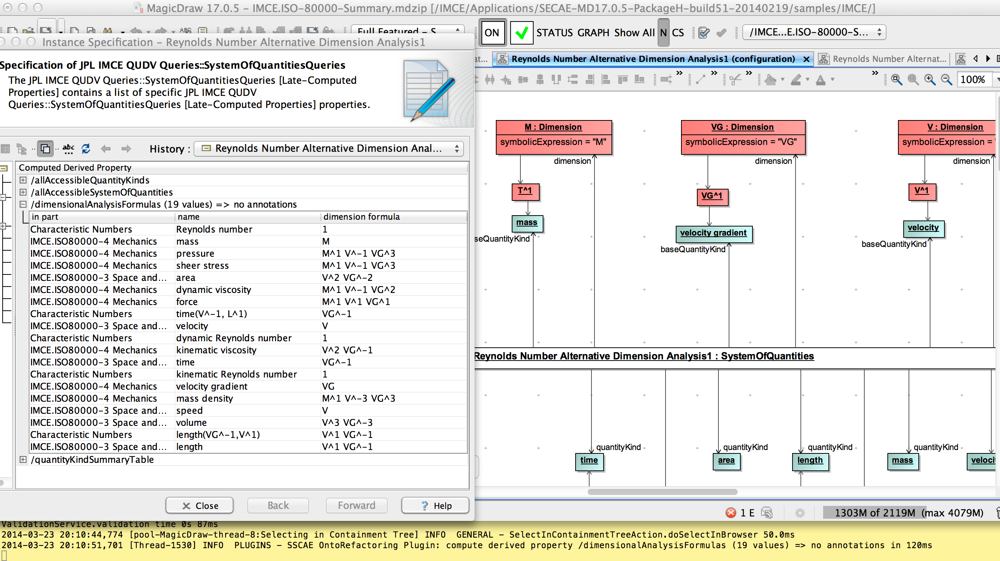 MagicDraw 17.0.5 – IMCE.ISO-80000-Summary.mdzip [/IMCE/Applications/SECAE-MD17.0.5-PackageH-build51-20140219/samples/IMCE/]
Full Featured – S
ON STATUS GRAPH Show All N CS /IMCE...E.ISO-80000-S...
Instance Specification – Reynolds Number Alternative Dimension Analysis1
Specification of JPL IMCE QUDV Queries::SystemOfQuantitiesQueries
The JPL IMCE QUDV Queries::SystemOfQuantitiesQueries [Late-Computed
Properties] contains a list of specific JPL IMCE QUDV
Queries::SystemOfQuantitiesQueries [Late-Computed Properties] properties.
abc
History : Reynolds Number Alternative Dimension Anal...
Computed Derived Property
/allAccessibleQuantityKinds
/allAccessibleSystemOfQuantities
/dimensionalAnalysisFormulas (19 values) => no annotations
in part name dimension formula
Characteristic Numbers Reynolds number 1
IMCE.ISO80000-4 Mechanics mass M
IMCE.ISO80000-4 Mechanics pressure M^1 V^-1 VG^3
IMCE.ISO80000-4 Mechanics sheer stress M^1 V^-1 VG^3
IMCE.ISO80000-3 Space and... area V^2 VG^-2
IMCE.ISO80000-4 Mechanics dynamic viscosity M^1 V^-1 VG^2
IMCE.ISO80000-4 Mechanics force M^1 V^1 VG^1
Characteristic Numbers time(V^-1, L^1) VG^-1
IMCE.ISO80000-3 Space and... velocity V
Characteristic Numbers dynamic Reynolds number 1
IMCE.ISO80000-4 Mechanics kinematic viscosity V^2 VG^-1
IMCE.ISO80000-3 Space and... time VG^-1
Characteristic Numbers kinematic Reynolds number 1
IMCE.ISO80000-4 Mechanics velocity gradient VG
IMCE.ISO80000-4 Mechanics mass density M^1 V^-3 VG^3
IMCE.ISO80000-3 Space and... speed V
IMCE.ISO80000-3 Space and... volume V^3 VG^-3
Characteristic Numbers length(VG^-1,V^1) V^1 VG^-1
IMCE.ISO80000-3 Space and... length V^1 VG^-1
/quantityKindSummaryTable
Close Back Forward ? Help
at... Reynolds Number Alternative Dimension Analysis1 (configuration) Reynolds Number Alternat...
100%
M : Dimension
symbolicExpression = "M"
VG : Dimension
symbolicExpression = "VG"
V : Dimension
symbolicExpression =
dimension dimension dimension
T^1 VG^1 V^1
mass velocity gradient velocity
seQuantityKind baseQuantityKind baseQuantityKind
Reynolds Number Alternative Dimension Analysis1 : SystemOfQuantities
quantityKind quantityKind quantityKind quantityKind
time area length mass veloci
1 E 1303M of 2119M (max 4079M)
ValidationService.validation time 0s 87ms
2014-03-23 20:10:44,774 [pool-MagicDraw-thread-8:Selecting in Containment Tree] INFO GENERAL - SelectInContainmentTreeAction.doSelectInBrowser 50.0ms
2014-03-23 20:10:51,701 [Thread-1530] INFO PLUGINS - SSCAE OntoRefactoring Plugin: compute derived property /dimensionalAnalysisFormulas (19 values) => no annotations in 120ms